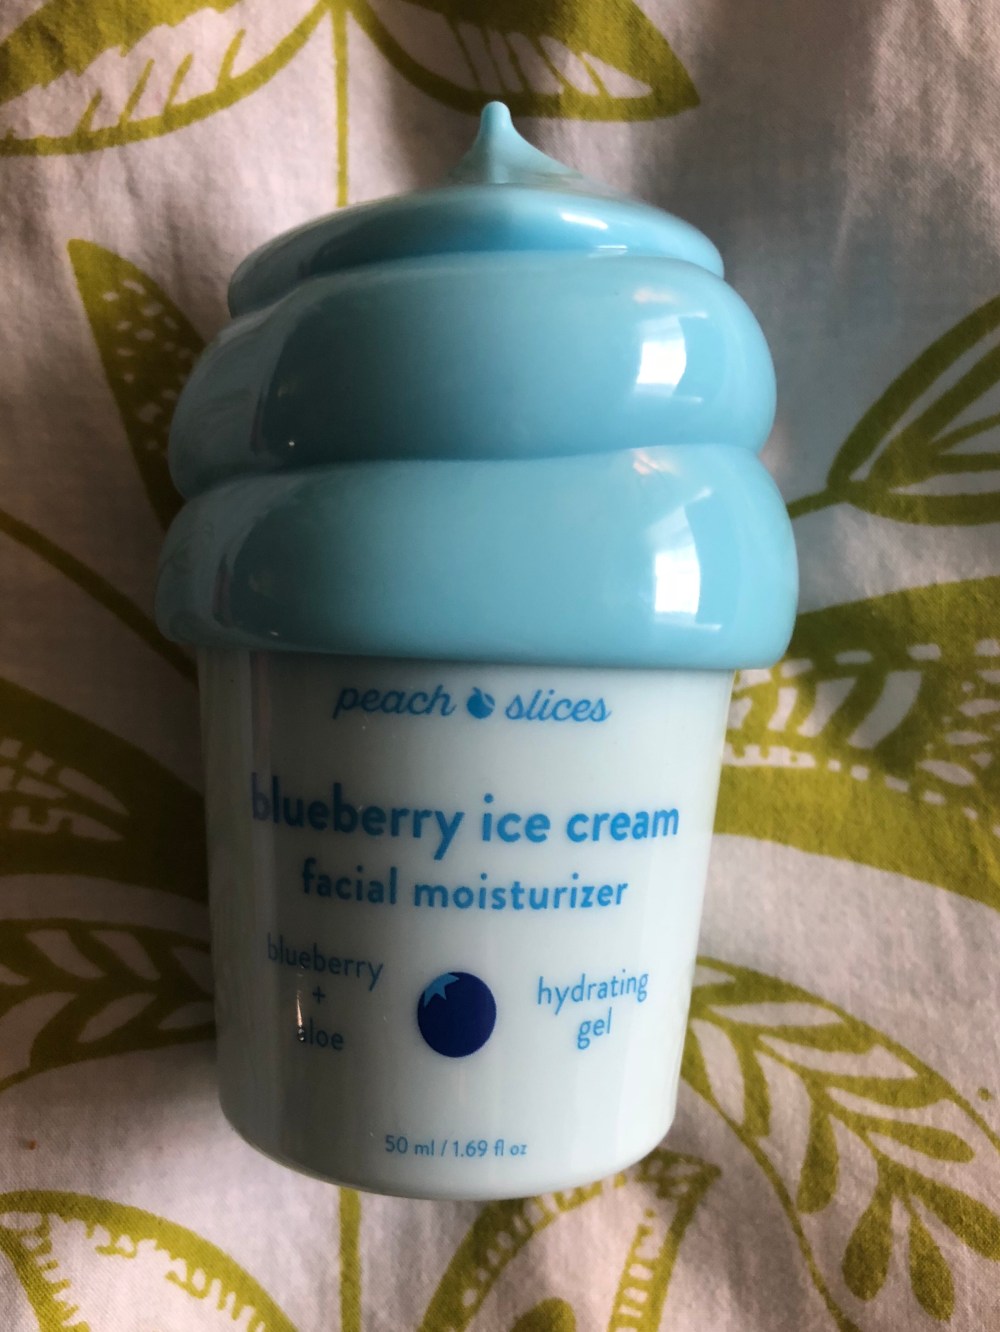 peach slices
blueberry ice cream
facial moisturizer
blueberry
+
aloe
hydrating
gel
50 ml / 1.69 fl oz